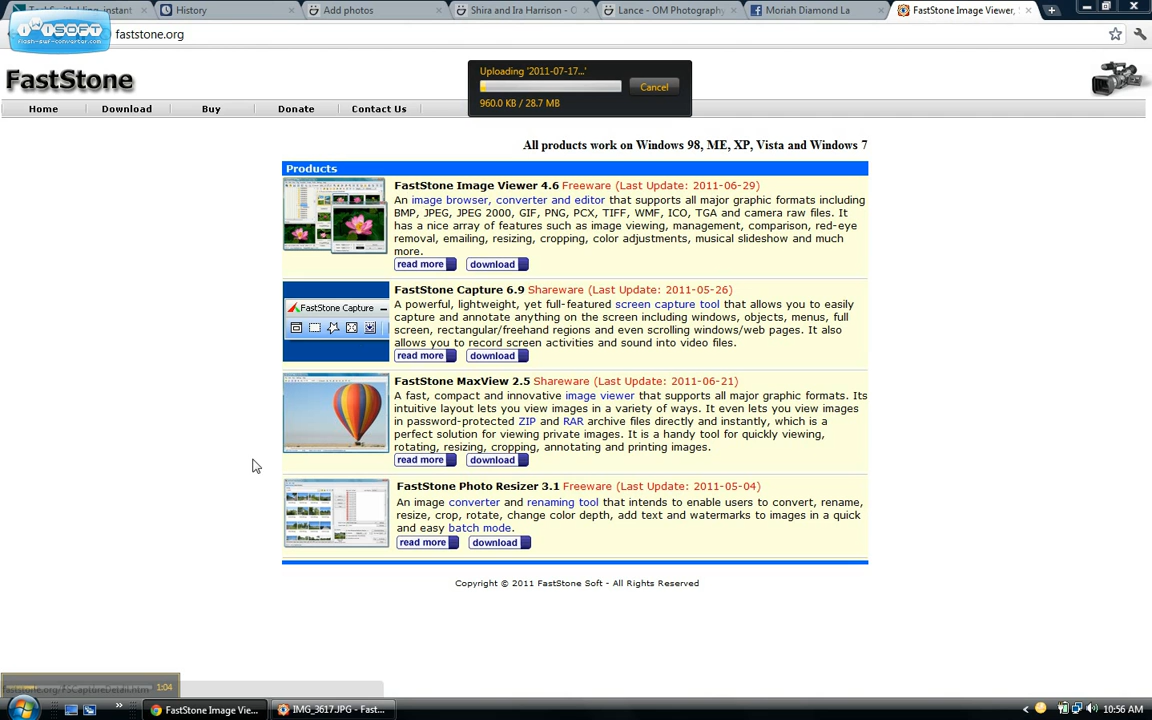 History
Add photos
Shira and Ira Harrison - O
Lance - OM Photography,
Moriah Diamond La
FastStone Image Viewer,
iWiSOFT
flash-swf-converter.com
faststone.org
FastStone
Uploading '2011-07-17...'
Cancel
960.0 KB / 28.7 MB
Home
Download
Buy
Donate
Contact Us
All products work on Windows 98, ME, XP, Vista and Windows 7
Products
FastStone Image Viewer 4.6 Freeware (Last Update: 2011-06-29)
An image browser, converter and editor that supports all major graphic formats including
BMP, JPEG, JPEG 2000, GIF, PNG, PCX, TIFF, WMF, ICO, TGA and camera raw files. It
has a nice array of features such as image viewing, management, comparison, red-eye
removal, emailing, resizing, cropping, color adjustments, musical slideshow and much
more.
read more
download
FastStone Capture
FastStone Capture 6.9 Shareware (Last Update: 2011-05-26)
A powerful, lightweight, yet full-featured screen capture tool that allows you to easily
capture and annotate anything on the screen including windows, objects, menus, full
screen, rectangular/freehand regions and even scrolling windows/web pages. It also
allows you to record screen activities and sound into video files.
read more
download
FastStone MaxView 2.5 Shareware (Last Update: 2011-06-21)
A fast, compact and innovative image viewer that supports all major graphic formats. Its
intuitive layout lets you view images in a variety of ways. It even lets you view images
in password-protected ZIP and RAR archive files directly and instantly, which is a
perfect solution for viewing private images. It is a handy tool for quickly viewing,
rotating, resizing, cropping, annotating and printing images.
read more
download
FastStone Photo Resizer 3.1 Freeware (Last Update: 2011-05-04)
An image converter and renaming tool that intends to enable users to convert, rename,
resize, crop, rotate, change color depth, add text and watermarks to images in a quick
and easy batch mode.
read more
download
Copyright © 2011 FastStone Soft - All Rights Reserved
faststone.org/FSCaptureDetail.htm
1:04
FastStone Image Vie...
IMG_3617.JPG - Fast...
10:56 AM